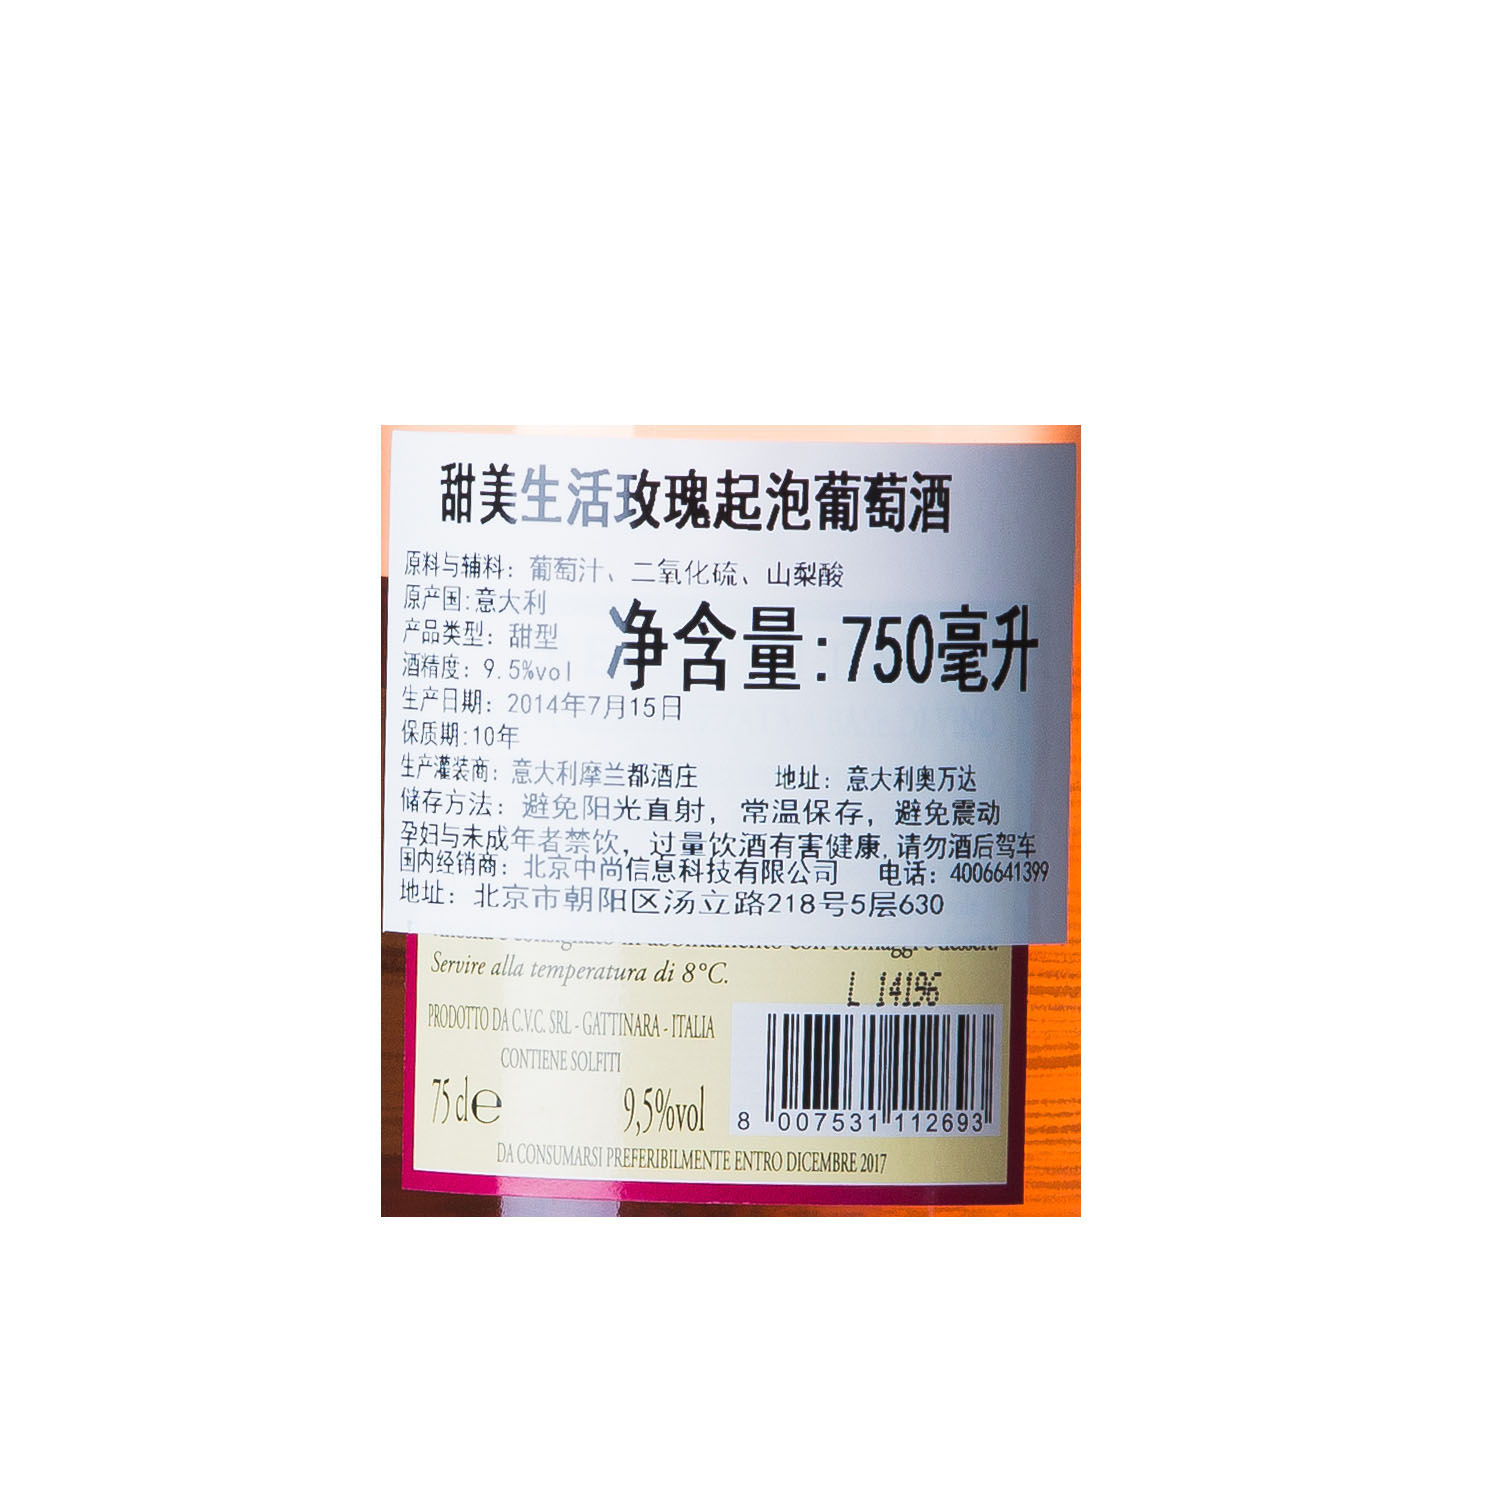 甜美生活玫瑰起泡葡萄酒
原料与辅料：葡萄汁、二氧化硫、山梨酸
原产国:意大利
产品类型：甜型
净含量:750毫升
酒精度：9.5%vol
生产日期：2014年7月15日
保质期:10年
生产灌装商：意大利摩兰都酒庄 地址：意大利奥万达
储存方法：避免阳光直射，常温保存，避免震动
孕妇与未成年者禁饮，过量饮酒有害健康,请勿酒后驾车
国内经销商：北京中尚信息科技有限公司 电话：4006641399
地址：北京市朝阳区汤立路218号5层630
consigliato in abbinamento con formaggi e dessert.
Servire alla temperatura di 8°C.
L 14196
PRODOTTO DA C.V.C. SRL - GATTINARA - ITALIA
CONTIENE SOLFITI
75 cl e 9,5%vol
8 007531 112693
DA CONSUMARSI PREFERIBILMENTE ENTRO DICEMBRE 2017